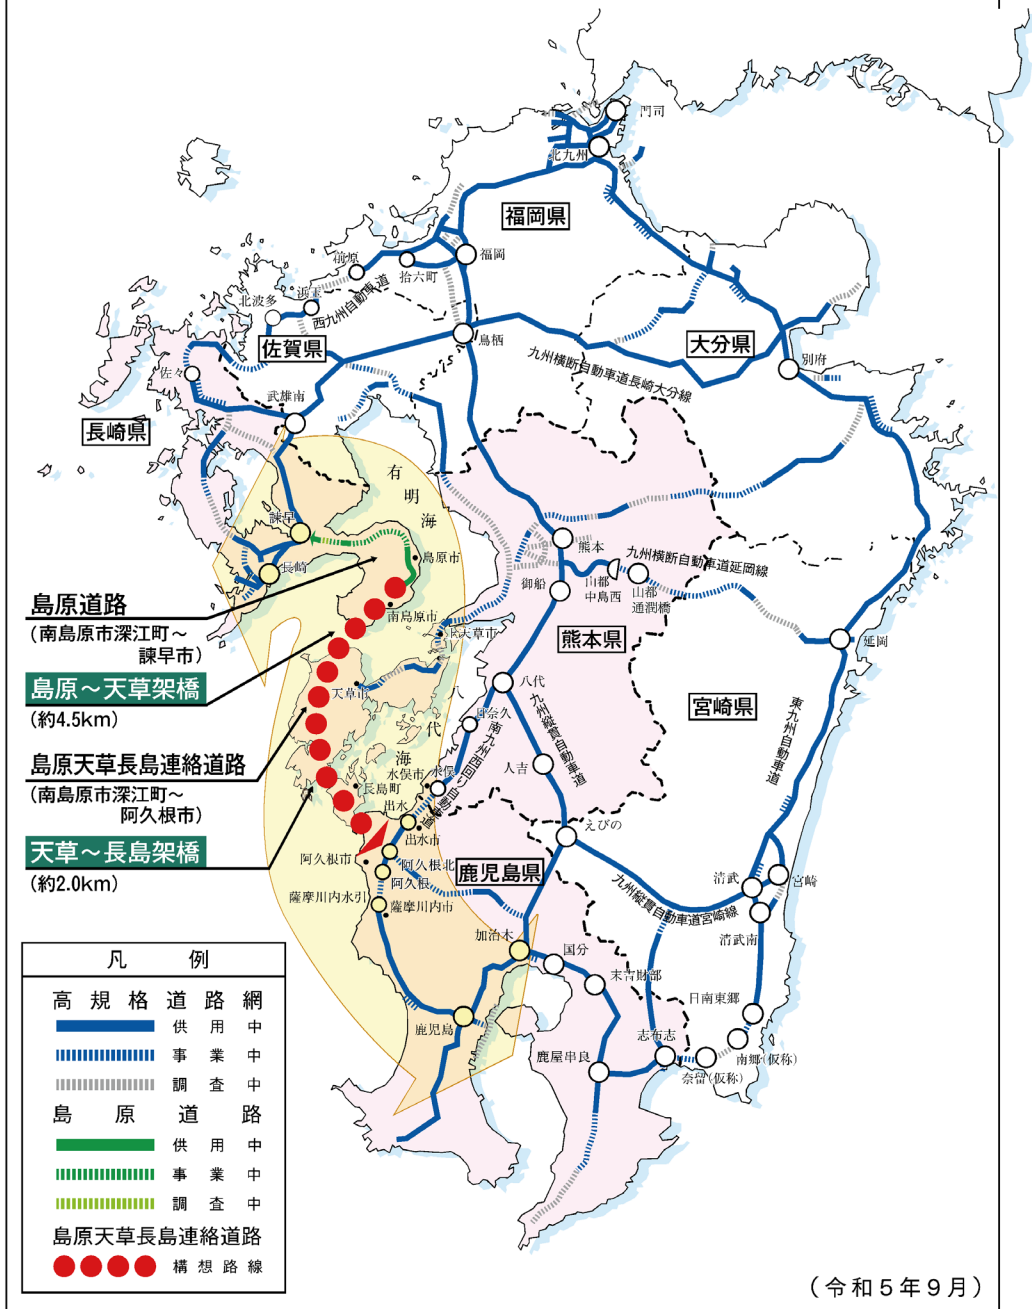 門司
北九州
福岡県
福岡
前原
拾六町
浜玉
北波多
西九州自動車道
佐賀県
鳥栖
大分県
別府
九州横断自動車道長崎大分線
佐々
武雄南
長崎県
有明海
諫早
長崎
島原市
熊本
九州横断自動車道延岡線
御船
山都
中島西
山都
通潤橋
島原道路
(南島原市深江町～
諫早市)
南島原市
上天草市
熊本県
延岡
島原～天草架橋
(約4.5km)
天草市
八代
八代海
日奈久
九州縦貫自動車道
宮崎県
東九州自動車道
島原天草長島連絡道路
(南島原市深江町～
阿久根市)
南九州西回り自動車道
人吉
水俣市
水俣
長島町
出水
出水市
えびの
天草～長島架橋
(約2.0km)
阿久根市
阿久根北
阿久根
鹿児島県
九州縦貫自動車道宮崎線
清武
宮崎
薩摩川内水引
薩摩川内市
清武南
加治木
国分
末吉財部
日南東郷
鹿児島
志布志
鹿屋串良
奈留(仮称)
南郷(仮称)
凡例
高規格道路網
供用中
事業中
調査中
島原道路
供用中
事業中
調査中
島原天草長島連絡道路
構想路線
(令和5年9月)